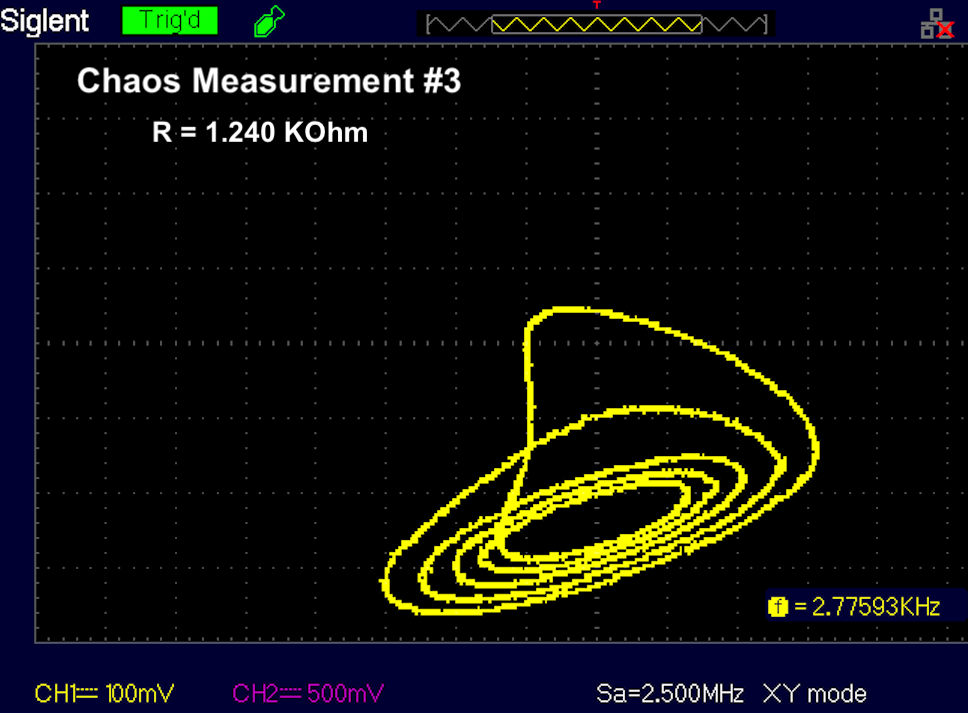 Siglent Trig'd T
Chaos Measurement #3
R = 1.240 KOhm
f = 2.77593KHz
CH1 100mV CH2 500mV Sa=2.500MHz XY mode